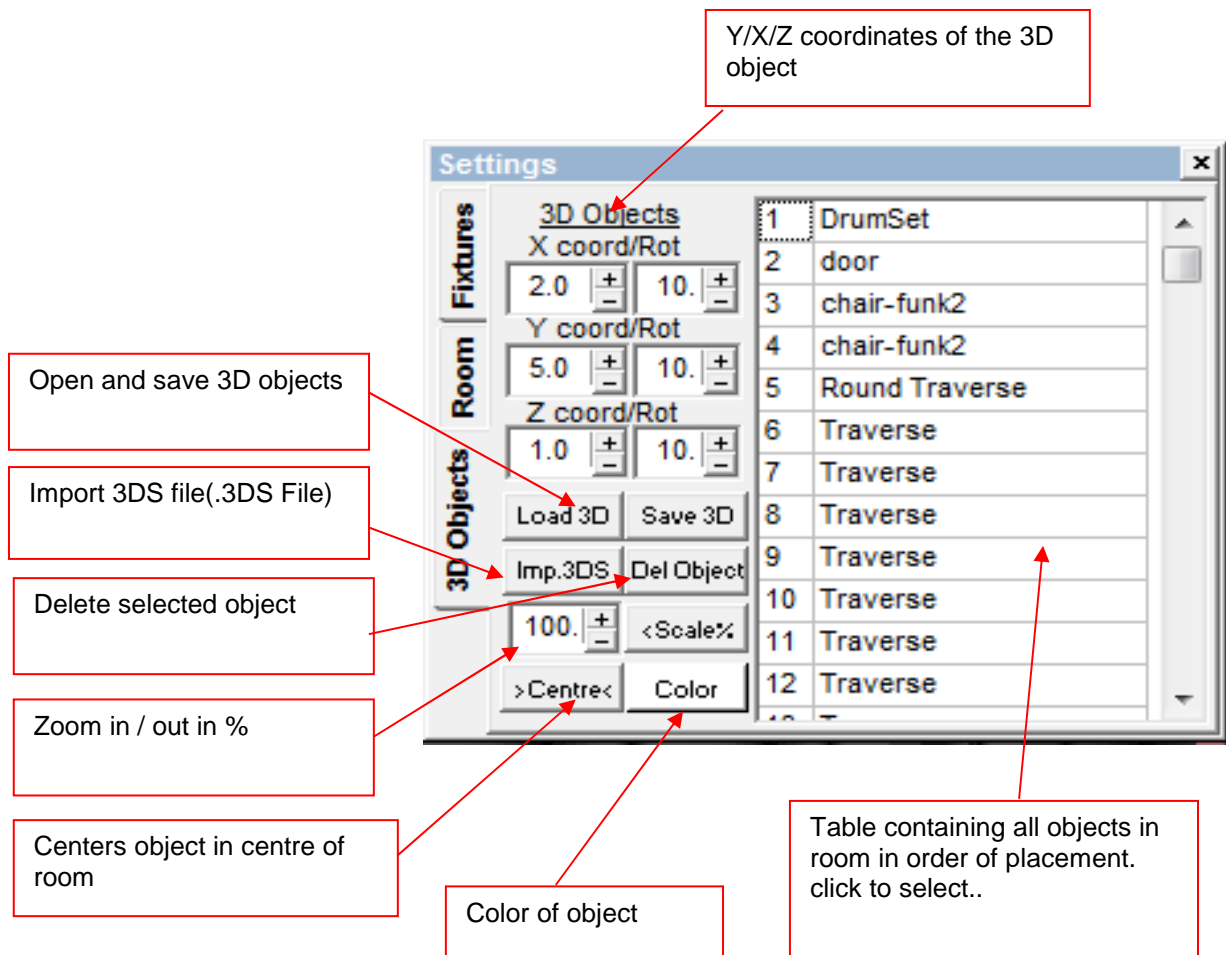 Y/X/Z coordinates of the 3D
object
Settings
Fixtures
Room
3D Objects
3D Objects
X coord/Rot
2.0 + - 10. + -
Y coord/Rot
5.0 + - 10. + -
Z coord/Rot
1.0 + - 10. + -
Load 3D Save 3D
Imp.3DS Del Object
100. + - <Scale%
>Centre< Color
1 DrumSet
2 door
3 chair-funk2
4 chair-funk2
5 Round Traverse
6 Traverse
7 Traverse
8 Traverse
9 Traverse
10 Traverse
11 Traverse
12 Traverse
Open and save 3D objects
Import 3DS file(.3DS File)
Delete selected object
Zoom in / out in %
Centers object in centre of
room
Color of object
Table containing all objects in
room in order of placement.
click to select..